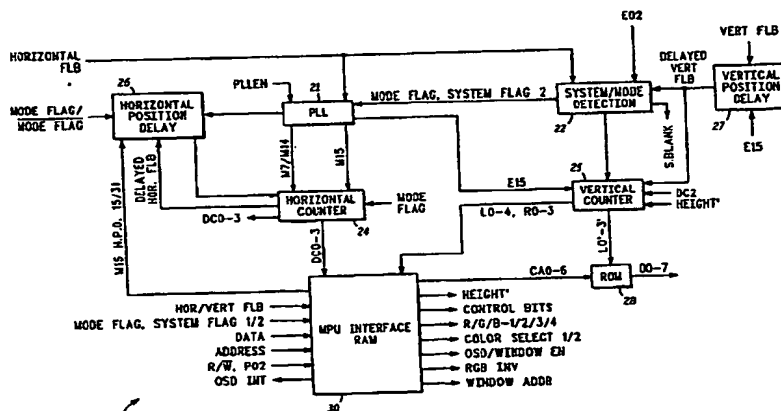 HORIZONTAL
FLB
E02
VERT FLB
DELAYED
VERT
FLB
26
HORIZONTAL
POSITION
DELAY
MODE FLAG/
MODE FLAG
PLLEN
21
PLL
MODE FLAG, SYSTEM FLAG 2
SYSTEM/MODE
DETECTION
22
S.BLANK
VERTICAL
POSITION
DELAY
27
E15
M15 H.P.O. 15/31
DELAYED
HOR. FLB
M7/M14
M15
E15
25
VERTICAL
COUNTER
DC2
HEIGHT'
HORIZONTAL
COUNTER
24
MODE
FLAG
DC0-3
L0-4, R0-3
DC0-3
L0'-3'
CA0-6
ROM
28
D0-7
HOR/VERT FLB
MODE FLAG, SYSTEM FLAG 1/2
DATA
ADDRESS
R/W, P02
OSD INT
MPU INTERFACE
RAM
30
HEIGHT'
CONTROL BITS
R/G/B-1/2/3/4
COLOR SELECT 1/2
OSD/WINDOW EN
RGB INV
WINDOW ADDR